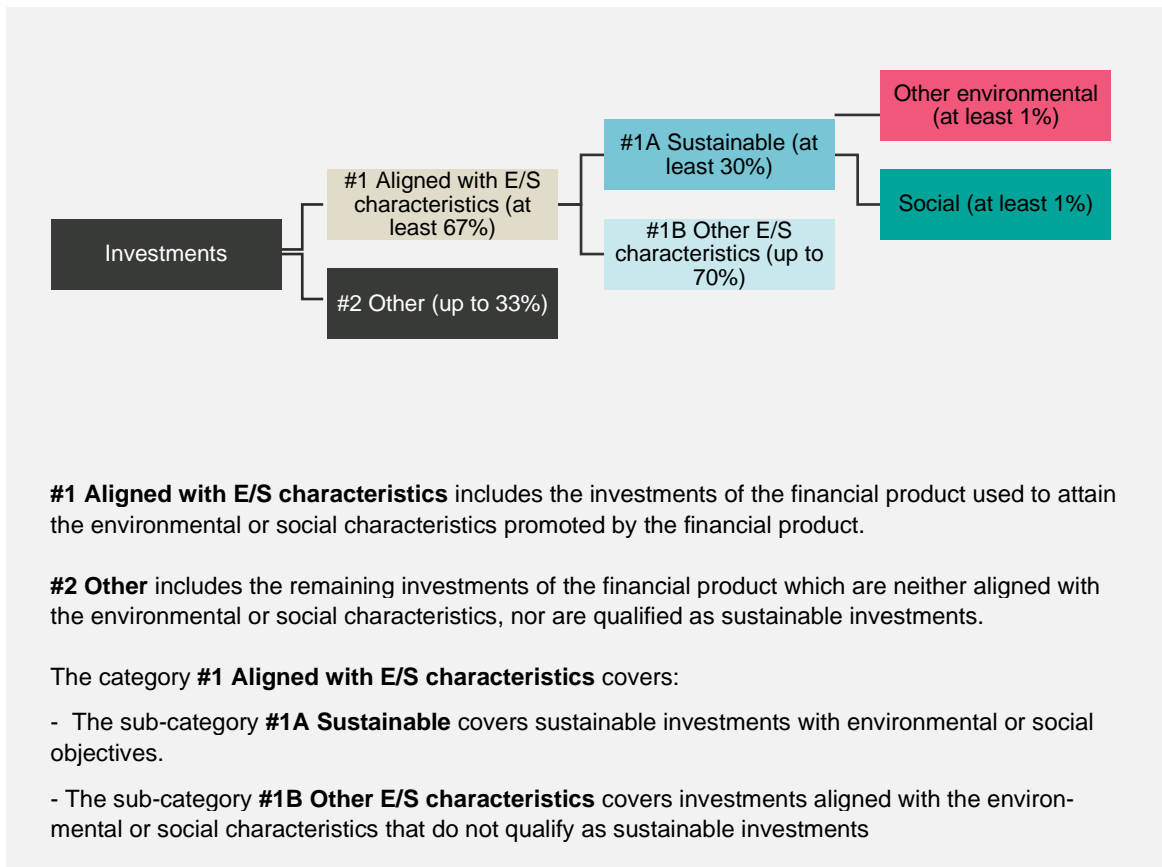 Investments
#1 Aligned with E/S
characteristics (at
least 67%)
#2 Other (up to 33%)
#1A Sustainable (at
least 30%)
#1B Other E/S
characteristics (up to
70%)
Other environmental
(at least 1%)
Social (at least 1%)
#1 Aligned with E/S characteristics includes the investments of the financial product used to attain
the environmental or social characteristics promoted by the financial product.
#2 Other includes the remaining investments of the financial product which are neither aligned with
the environmental or social characteristics, nor are qualified as sustainable investments.
The category #1 Aligned with E/S characteristics covers:
- The sub-category #1A Sustainable covers sustainable investments with environmental or social
objectives.
- The sub-category #1B Other E/S characteristics covers investments aligned with the environ-
mental or social characteristics that do not qualify as sustainable investments